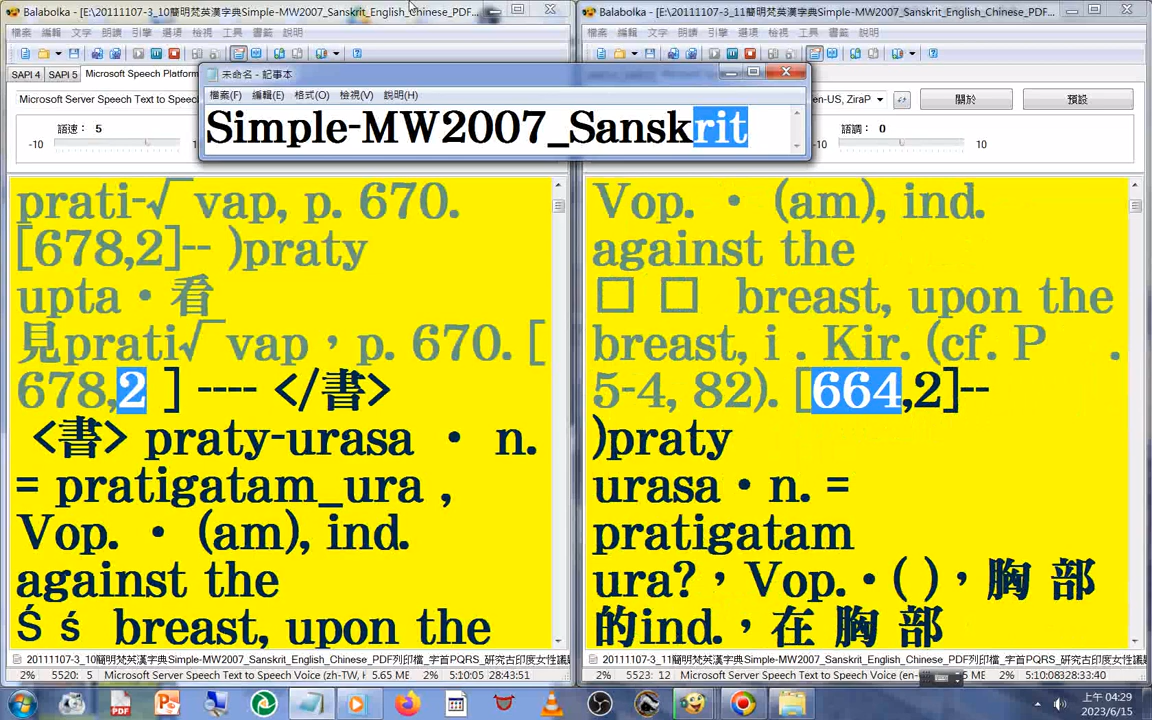 Balabolka - [E:\20111107-3_10簡明梵英漢字典Simple-MW2007_Sanskrit_English_Chinese_PDF...
檔案 編輯 文字 朗讀 引擎 選項 檢視 工具 書籤 說明
SAPI 4 SAPI 5 Microsoft Speech Platform
Microsoft Server Speech Text to Speec
語速： 5
-10
prati-√ vap, p. 670.
[678,2]-- )praty
upta • 看
見prati√ vap，p. 670. [
678,2 ] ---- </書>
<書> praty-urasa • n.
= pratigatam_ura ,
Vop. • (am), ind.
against the
Ś ś breast, upon the
20111107-3_10簡明梵英漢字典Simple-MW2007_Sanskrit_English_Chinese_PDF列印檔_字首PQRS_研究古印度女性議
2% 5520: 5 Microsoft Server Speech Text to Speech Voice (zh-TW, 5.65 ME 2% 5:10:05 28:43:51
未命名 - 記事本
檔案(F) 編輯(E) 格式(O) 檢視(V) 說明(H)
Simple-MW2007_Sanskrit
Balabolka - [E:\20111107-3_11簡明梵英漢字典Simple-MW2007_Sanskrit_English_Chinese_PDF...
檔案 編輯 文字 朗讀 引擎 選項 檢視 工具 書籤 說明
en-US, ZiraP 關於 預設
語調： 0
10
Vop. • (am), ind.
against the
□ □ breast, upon the
breast, i . Kir. (cf. P .
5-4, 82). [664,2]--
)praty
urasa • n. =
pratigatam
ura?，Vop. • ( )，胸 部
的ind.，在 胸 部
20111107-3_11簡明梵英漢字典Simple-MW2007_Sanskrit_English_Chinese_PDF列印檔_字首PQRS_研究古印度女性議題
2% 5523: 12 Microsoft Server Speech Text to Speech Voice (en-US, ME 2% 5:10:08328:33:40
上午 04:29
2023/6/15